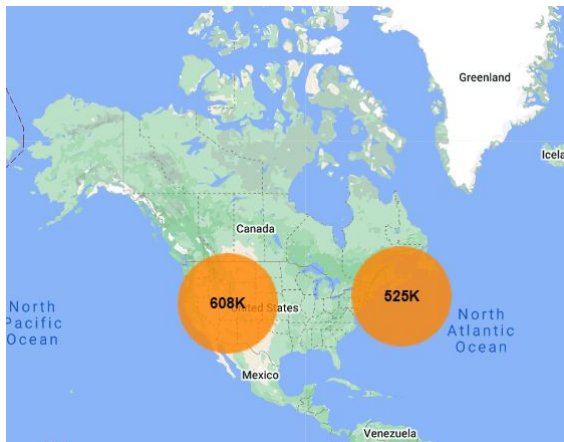 Greenland
Icela
Canada
608K
United States
525K
North
Pacific
Ocean
North
Atlantic
Ocean
Mexico
Venezuela